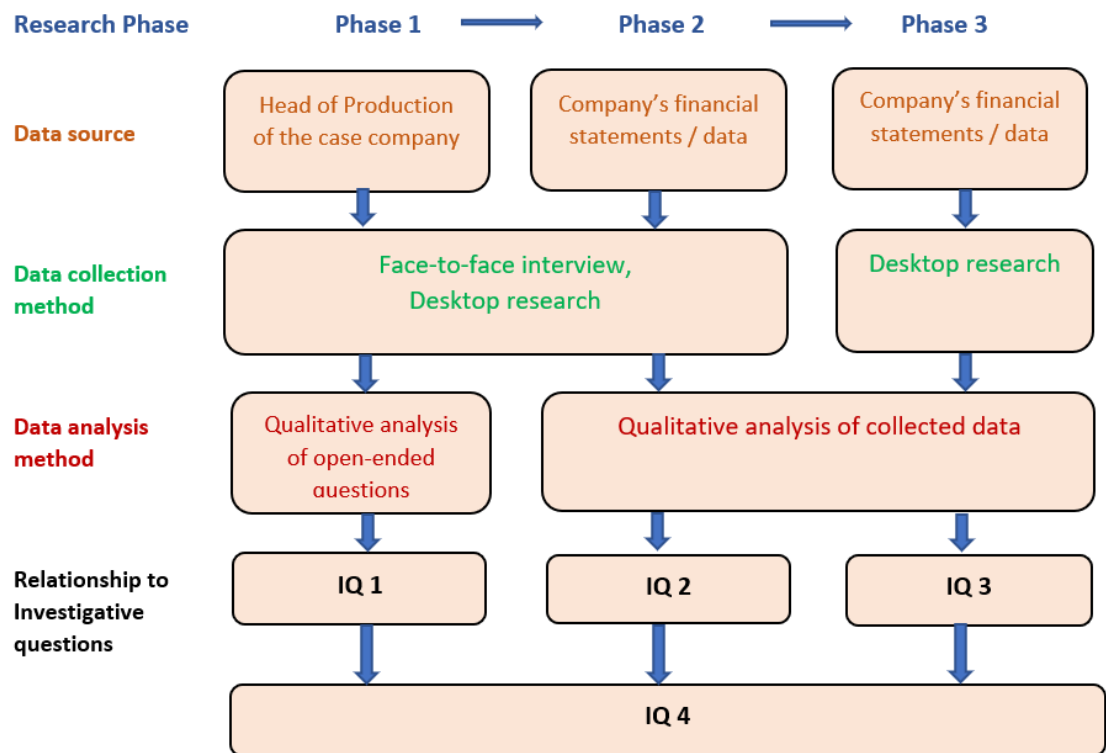 Research Phase
Phase 1
Phase 2
Phase 3
Data source
Head of Production
of the case company
Company’s financial
statements / data
Company’s financial
statements / data
Data collection
method
Face-to-face interview,
Desktop research
Desktop research
Data analysis
method
Qualitative analysis
of open-ended
questions
Qualitative analysis of collected data
Relationship to
Investigative
questions
IQ 1
IQ 2
IQ 3
IQ 4